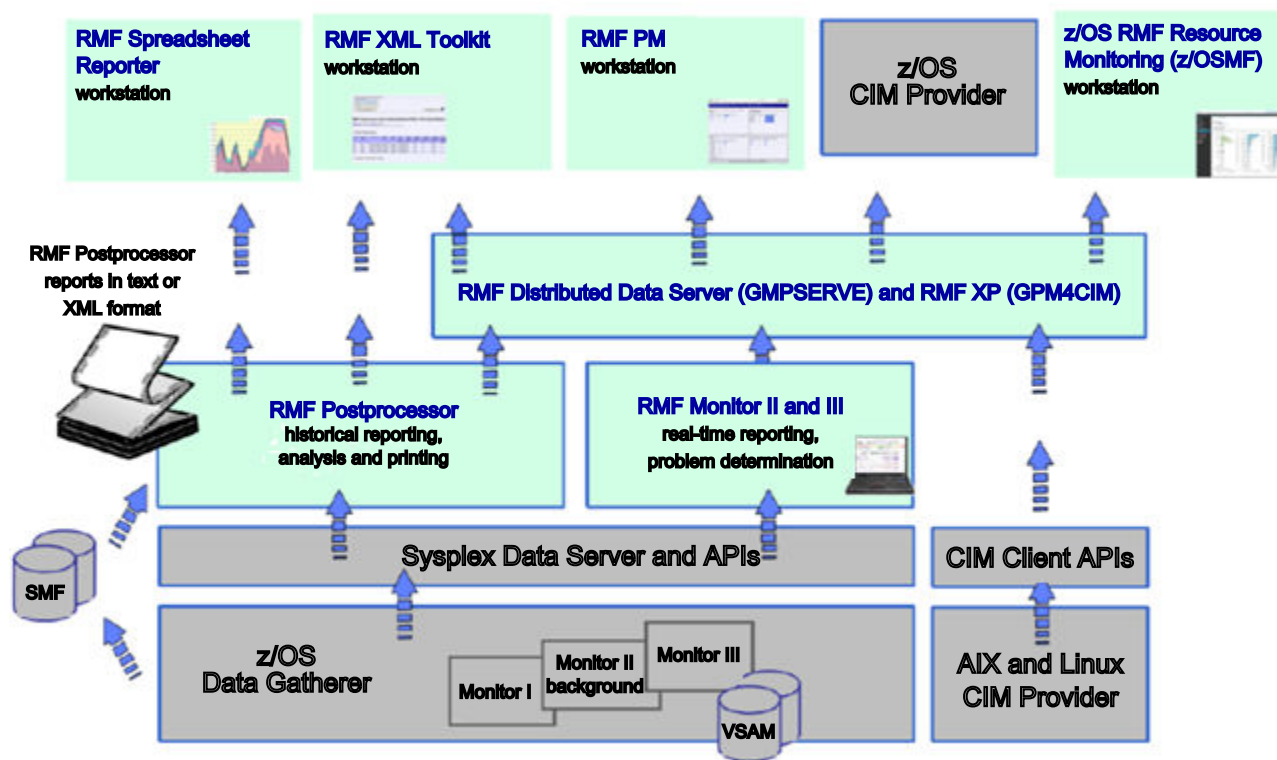 RMF Spreadsheet
Reporter
workstation
RMF XML Toolkit
workstation
RMF PM
workstation
z/OS
CIM Provider
z/OS RMF Resource
Monitoring (z/OSMF)
workstation
RMF Postprocessor
reports in text or
XML format
RMF Distributed Data Server (GMPSERVE) and RMF XP (GPM4CIM)
RMF Postprocessor
historical reporting,
analysis and printing
RMF Monitor II and III
real-time reporting,
problem determination
Sysplex Data Server and APIs
CIM Client APIs
SMF
z/OS
Data Gatherer
Monitor I
Monitor II
background
Monitor III
VSAM
AIX and Linux
CIM Provider